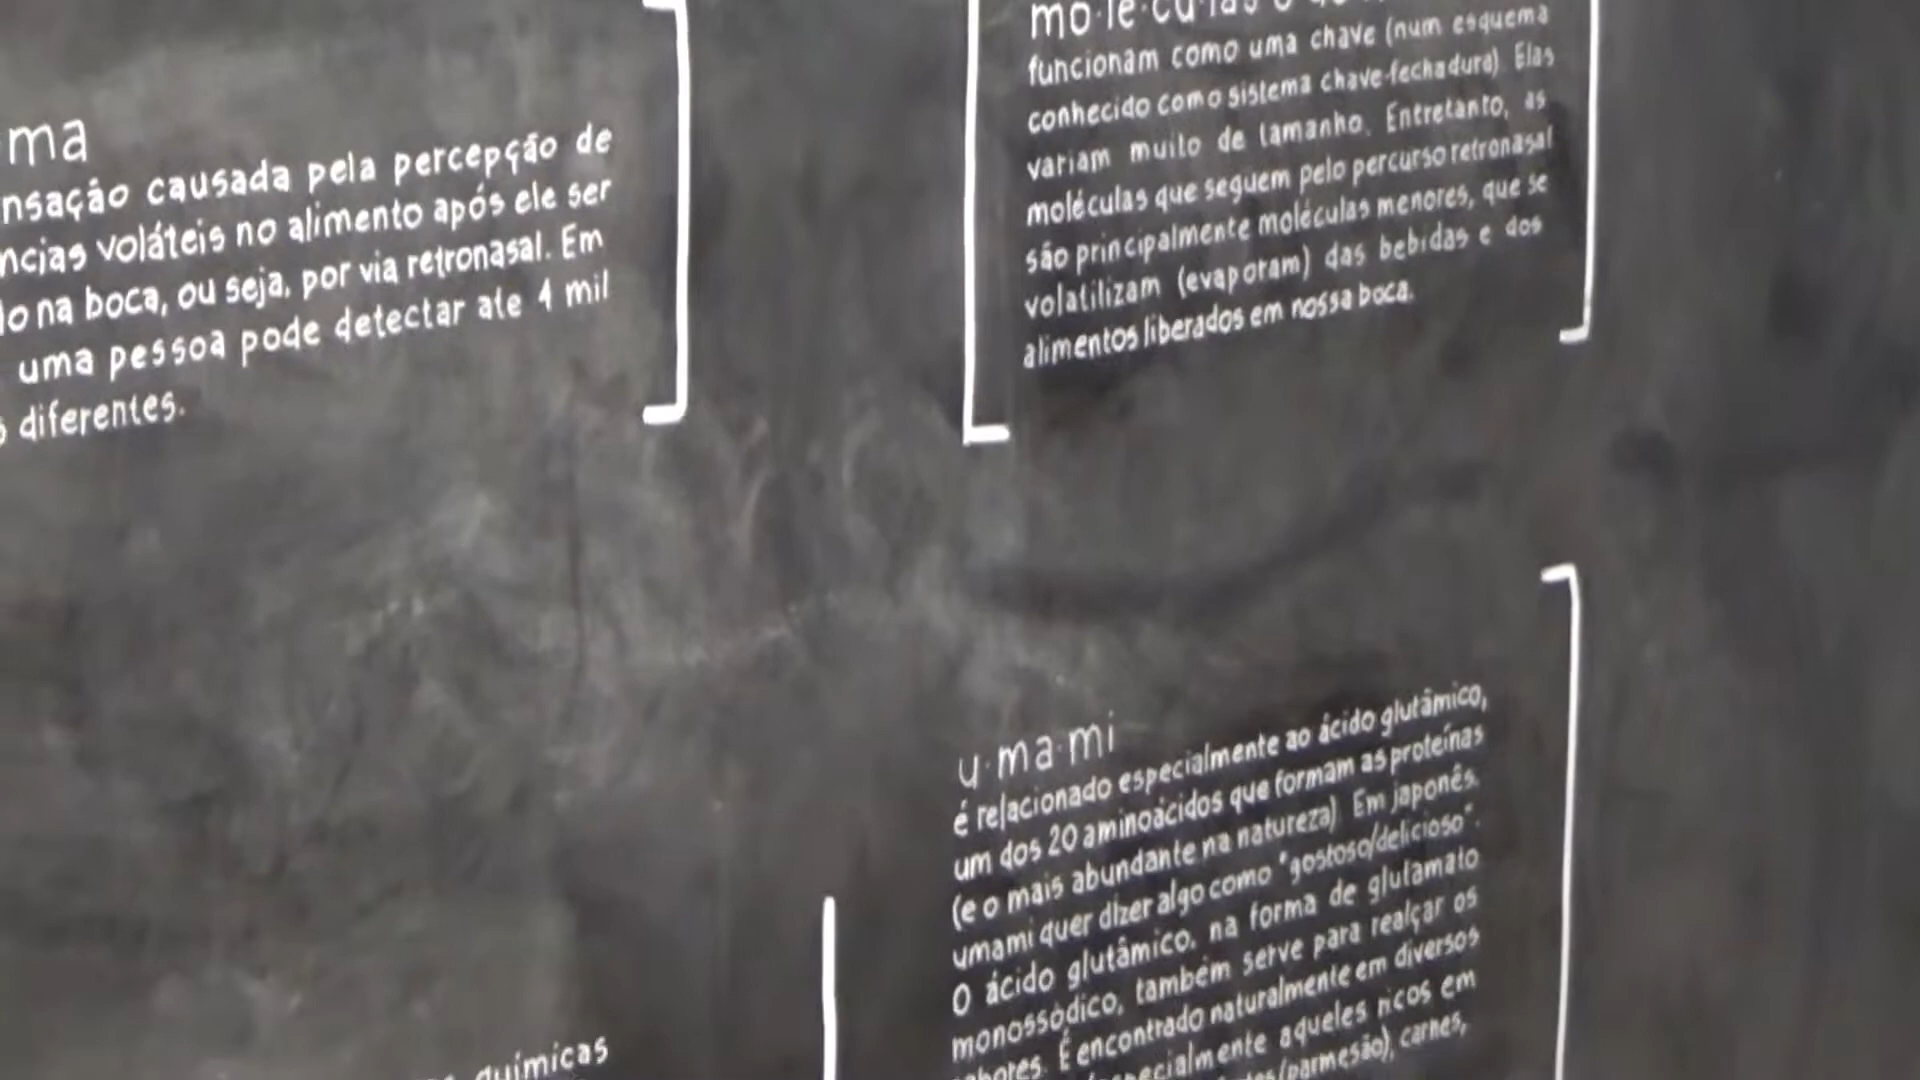 ma
nsação causada pela percepção de
ncias voláteis no alimento após ele ser
do na boca, ou seja, por via retronasal. Em
uma pessoa pode detectar ate 4 mil
diferentes.
mo·lé·cu·las
funcionam como uma chave (num esquema
conhecido como sistema chave-fechadura). Elas
variam muito de tamanho. Entretanto, as
moléculas que seguem pelo percurso retronasal
são principalmente moléculas menores, que se
volatilizam (evaporam) das bebidas e dos
alimentos liberados em nossa boca.
u·ma·mi
é relacionado especialmente ao ácido glutâmico,
um dos 20 aminoácidos que formam as proteínas
(e o mais abundante na natureza). Em japonês,
umami quer dizer algo como "gostoso/delicioso".
O ácido glutâmico, na forma de glutamato
monossódico, também serve para realçar os
sabores. É encontrado naturalmente em diversos
especialmente aqueles ricos em
(parmesão), carnes,
químicas